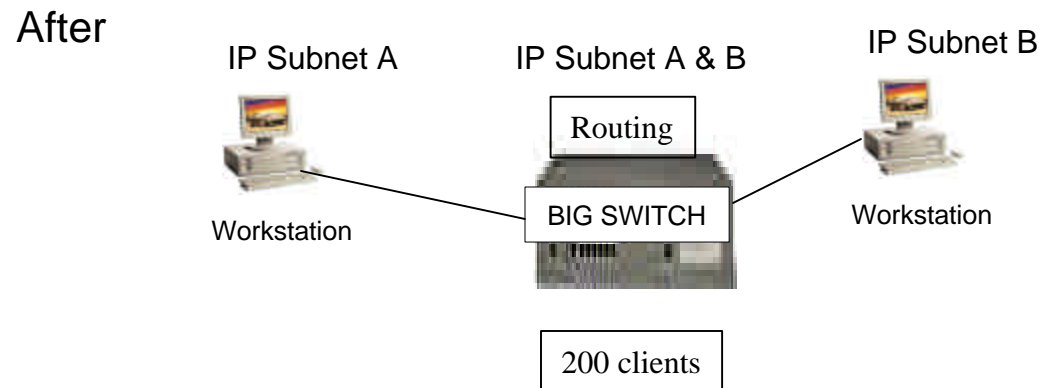 After
IP Subnet A
IP Subnet A & B
IP Subnet B
Routing
BIG SWITCH
Workstation
Workstation
200 clients